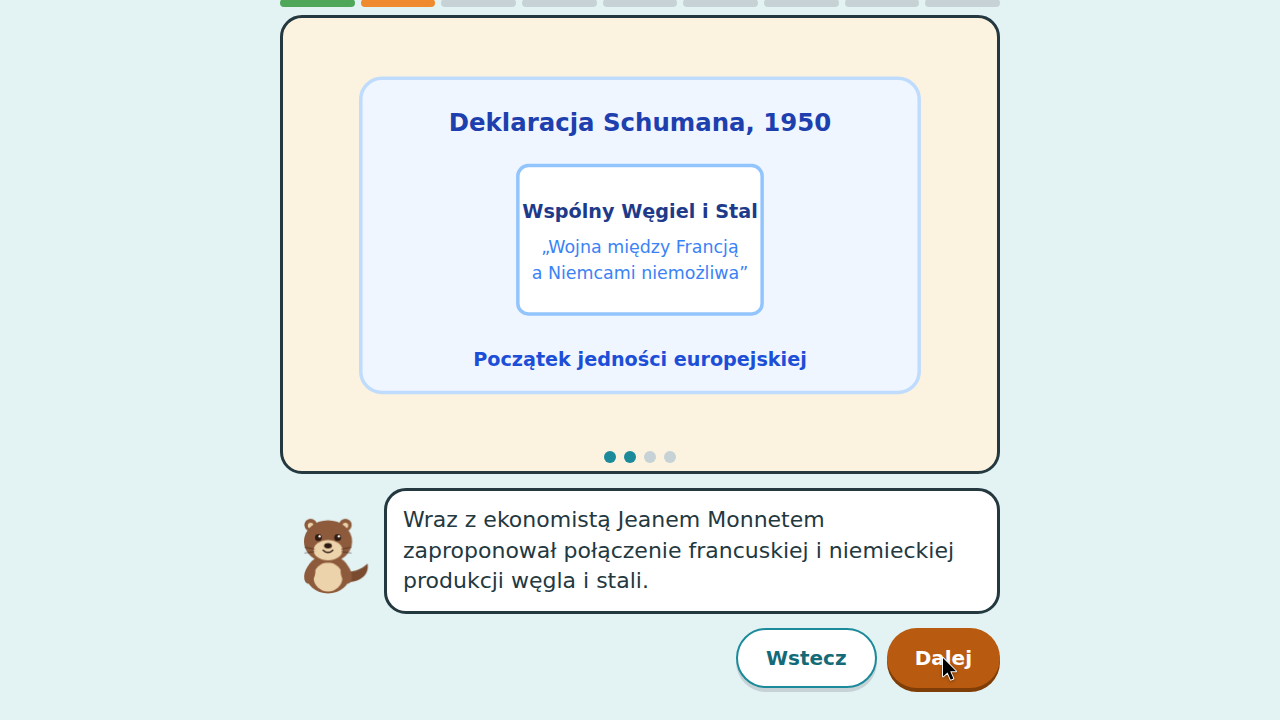 Deklaracja Schumana, 1950
Wspólny Węgiel i Stal
„Wojna między Francją
a Niemcami niemożliwa”
Początek jedności europejskiej
Wraz z ekonomistą Jeanem Monnetem
zaproponował połączenie francuskiej i niemieckiej
produkcji węgla i stali.
Wstecz
Dalej